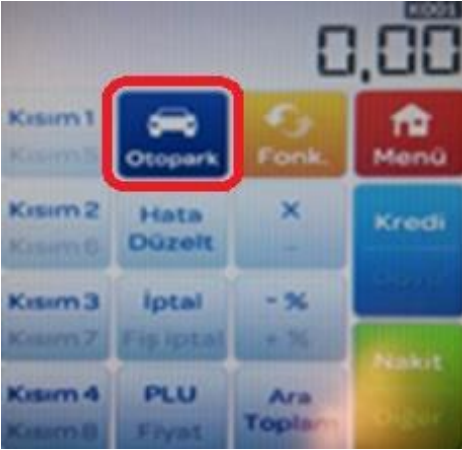 K001
0,00
Kısım 1
Kısım 5
Otopark
Fonk.
Menü
Kısım 2
Kısım 6
Hata
Düzelt
X
-
Kredi
Kısım 3
Kısım 7
İptal
Fiş iptal
- %
+ %
Nakit
Diğer
Kısım 4
Kısım 8
PLU
Fiyat
Ara
Toplam